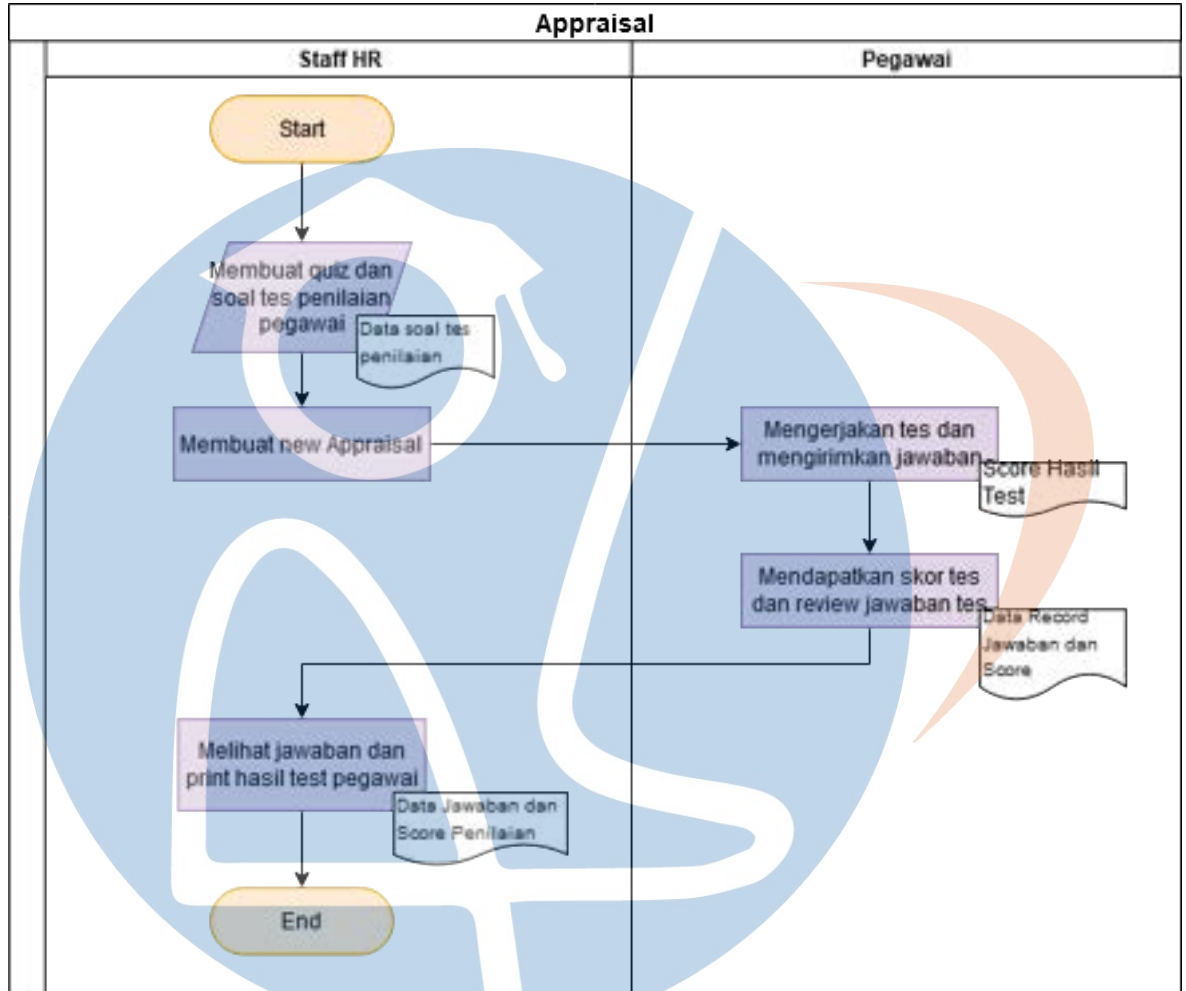 Appraisal
Staff HR
Pegawai
Start
Membuat quiz dan
soal tes penilaian
pegawai
Data soal tes
penilaian
Membuat new Appraisal
Mengerjakan tes dan
mengirimkan jawaban
Score Hasil
Test
Mendapatkan skor tes
dan review jawaban tes
Data Record
Jawaban dan
Score
Melihat jawaban dan
print hasil test pegawai
Data Jawaban dan
Score Penilaian
End